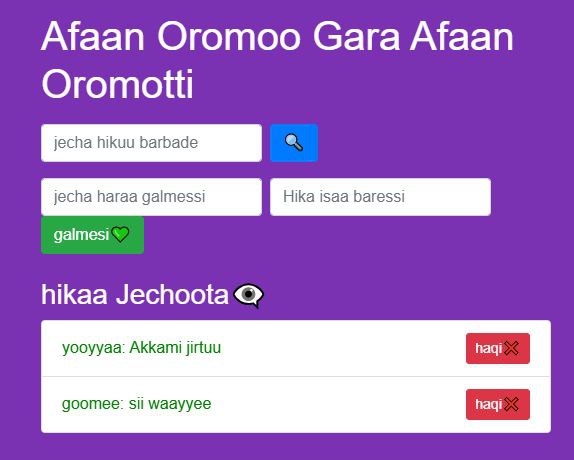 Afaan Oromoo Gara Afaan
Oromotti
jecha hikuu barbade
jecha haraa galmessi Hika isaa baressi
galmesi
hikaa Jechoota
yooyyaa: Akkami jirtuu haqi
goomee: sii waayyee haqi